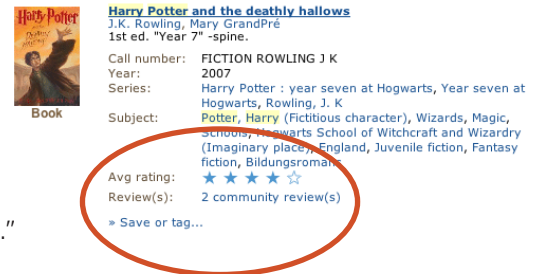 Harry Potter
Harry Potter and the deathly hallows
J.K. Rowling, Mary GrandPré
1st ed. "Year 7" -spine.
Call number: FICTION ROWLING J K
Year: 2007
Series: Harry Potter : year seven at Hogwarts, Year seven at
Hogwarts, Rowling, J. K
Book
Subject: Potter, Harry (Fictitious character), Wizards, Magic,
Schools, Hogwarts School of Witchcraft and Wizardry
(Imaginary place), England, Juvenile fiction, Fantasy
fiction, Bildungsromans
Avg rating:
Review(s): 2 community review(s)
» Save or tag...
."